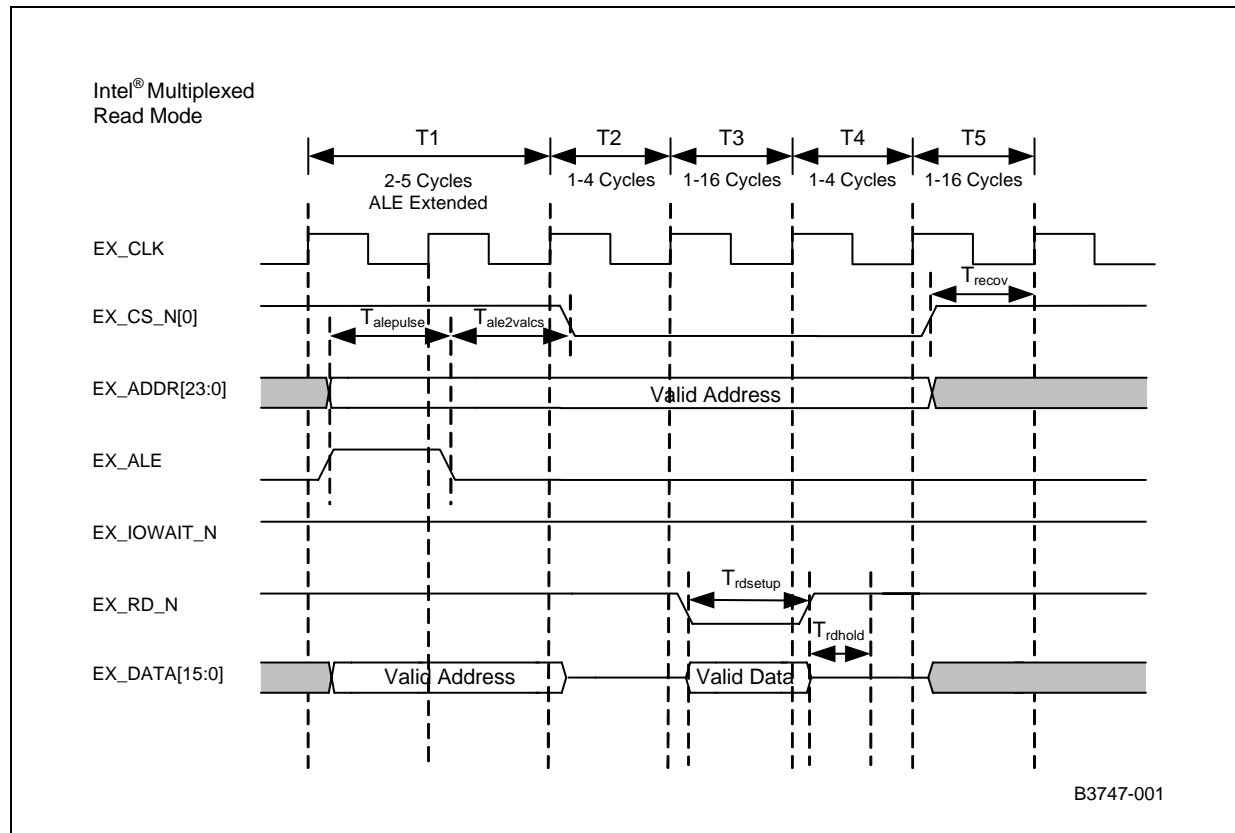 Intel® Multiplexed
Read Mode
T1
T2
T3
T4
T5
2-5 Cycles
ALE Extended
1-4 Cycles
1-16 Cycles
1-4 Cycles
1-16 Cycles
EX_CLK
Trecov
EX_CS_N[0]
Talepulse
Tale2valcs
EX_ADDR[23:0]
Valid Address
EX_ALE
EX_IOWAIT_N
Trdsetup
EX_RD_N
Trdhold
EX_DATA[15:0]
Valid Address
Valid Data
B3747-001